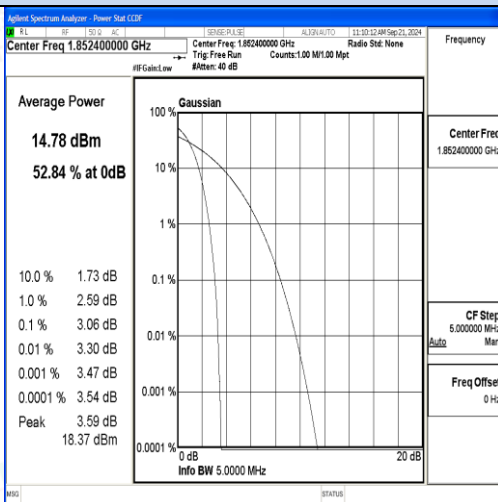 Agilent Spectrum Analyzer - Power Stat CCDF
RL RF 50 Ω AC SENSE:PULSE ALIGNAUTO 11:10:12 AM Sep 21, 2024
Center Freq 1.852400000 GHz
Center Freq: 1.852400000 GHz Radio Std: None
Trig: Free Run Counts:1.00 M/1.00 Mpt
#IFGain:Low #Atten: 40 dB
Frequency
Average Power
14.78 dBm
52.84 % at 0dB
10.0 % 1.73 dB
1.0 % 2.59 dB
0.1 % 3.06 dB
0.01 % 3.30 dB
0.001 % 3.47 dB
0.0001 % 3.54 dB
Peak 3.59 dB
18.37 dBm
Gaussian
100 %
10 %
1 %
0.1 %
0.01 %
0.001 %
0.0001 %
0 dB 20 dB
Info BW 5.0000 MHz
Center Freq
1.852400000 GHz
CF Step
5.000000 MHz
Auto Man
Freq Offset
0 Hz
MSG STATUS